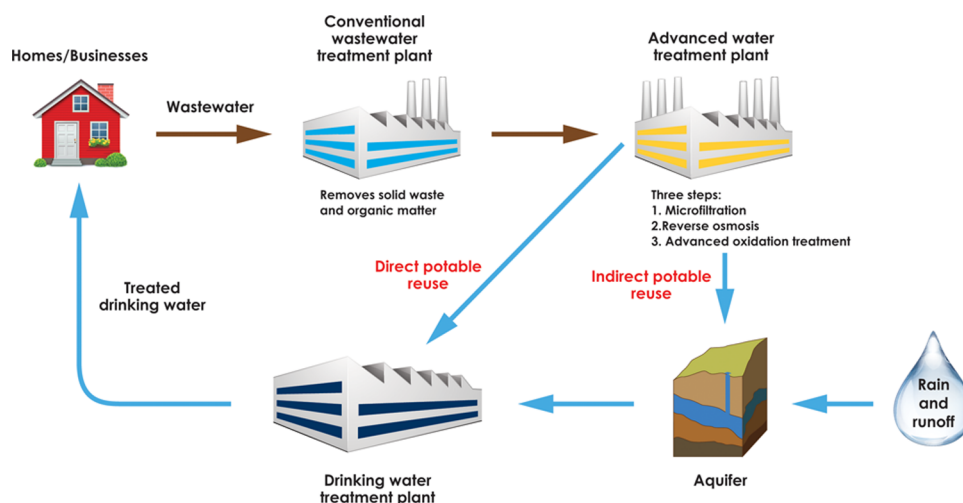 Homes/Businesses
Wastewater
Conventional
wastewater
treatment plant
Removes solid waste
and organic matter
Advanced water
treatment plant
Three steps:
1. Microfiltration
2.Reverse osmosis
3. Advanced oxidation treatment
Direct potable
reuse
Indirect potable
reuse
Treated
drinking water
Drinking water
treatment plant
Aquifer
Rain
and
runoff